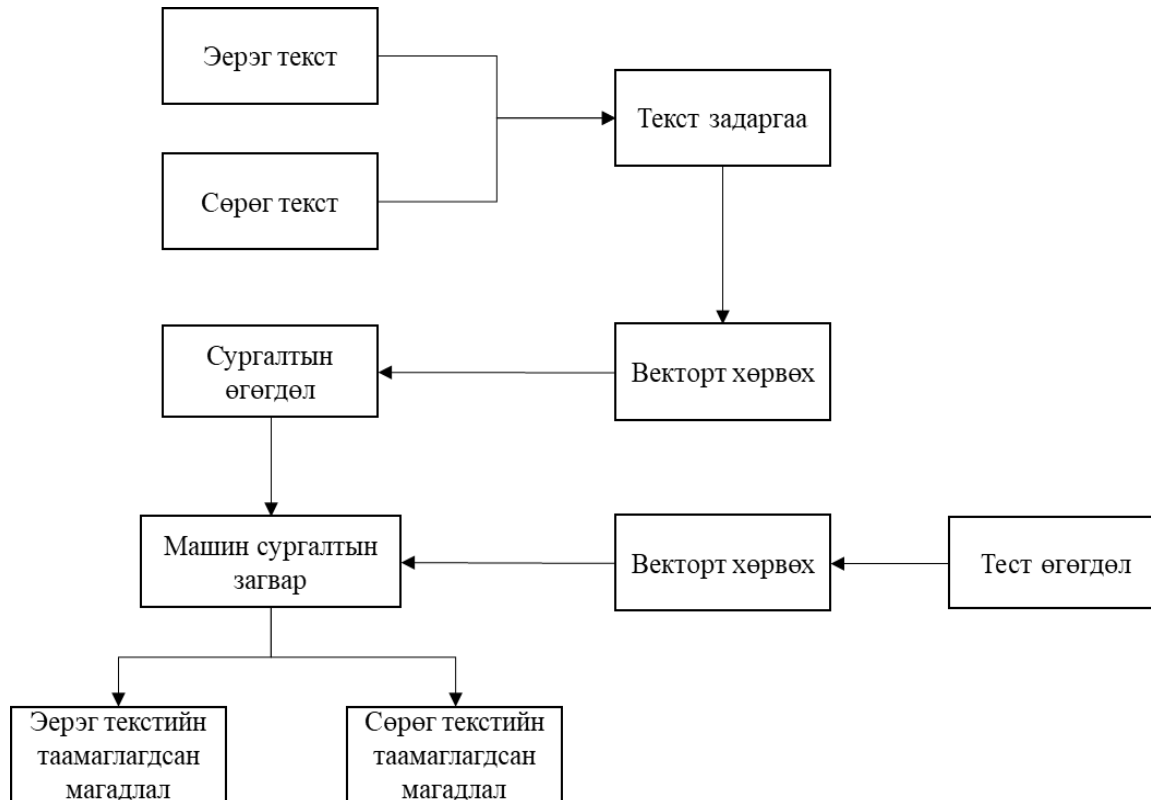 Эерэг текст
Текст задаргаа
Сөрөг текст
Сургалтын
өгөгдөл
Векторт хөрвөх
Машин сургалтын
загвар
Векторт хөрвөх
Тест өгөгдөл
Эерэг текстийн
таамаглагдсан
магадлал
Сөрөг текстийн
таамаглагдсан
магадлал